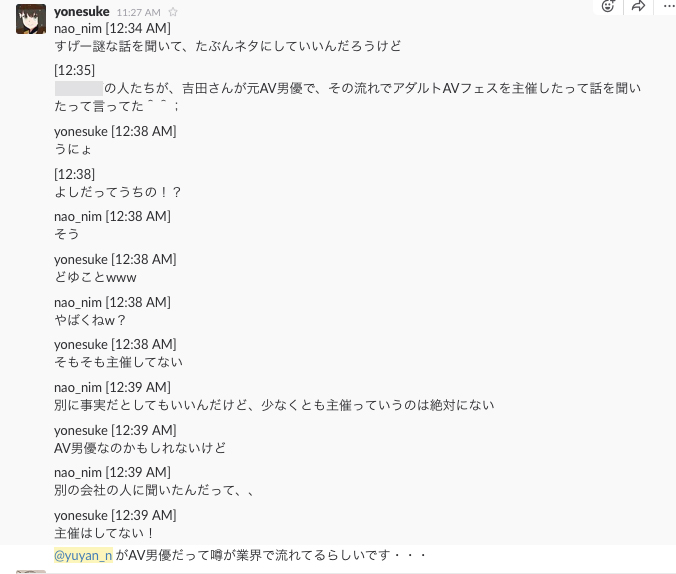 yonesuke 11:27 AM
nao_nim [12:34 AM]
すげー謎な話を聞いて、たぶんネタにしていいんだろうけど
[12:35]
の人たちが、吉田さんが元AV男優で、その流れでアダルトAVフェスを主催したって話を聞い
たって言ってた＾＾；
yonesuke [12:38 AM]
うにょ
[12:38]
よしだってうちの！？
nao_nim [12:38 AM]
そう
yonesuke [12:38 AM]
どゆことwww
nao_nim [12:38 AM]
やばくねw？
yonesuke [12:38 AM]
そもそも主催してない
nao_nim [12:39 AM]
別に事実だとしてもいいんだけど、少なくとも主催っていうのは絶対にない
yonesuke [12:39 AM]
AV男優なのかもしれないけど
nao_nim [12:39 AM]
別の会社の人に聞いたんだって、、
yonesuke [12:39 AM]
主催はしてない！
@yuyan_n がAV男優だって噂が業界で流れてるらしいです・・・